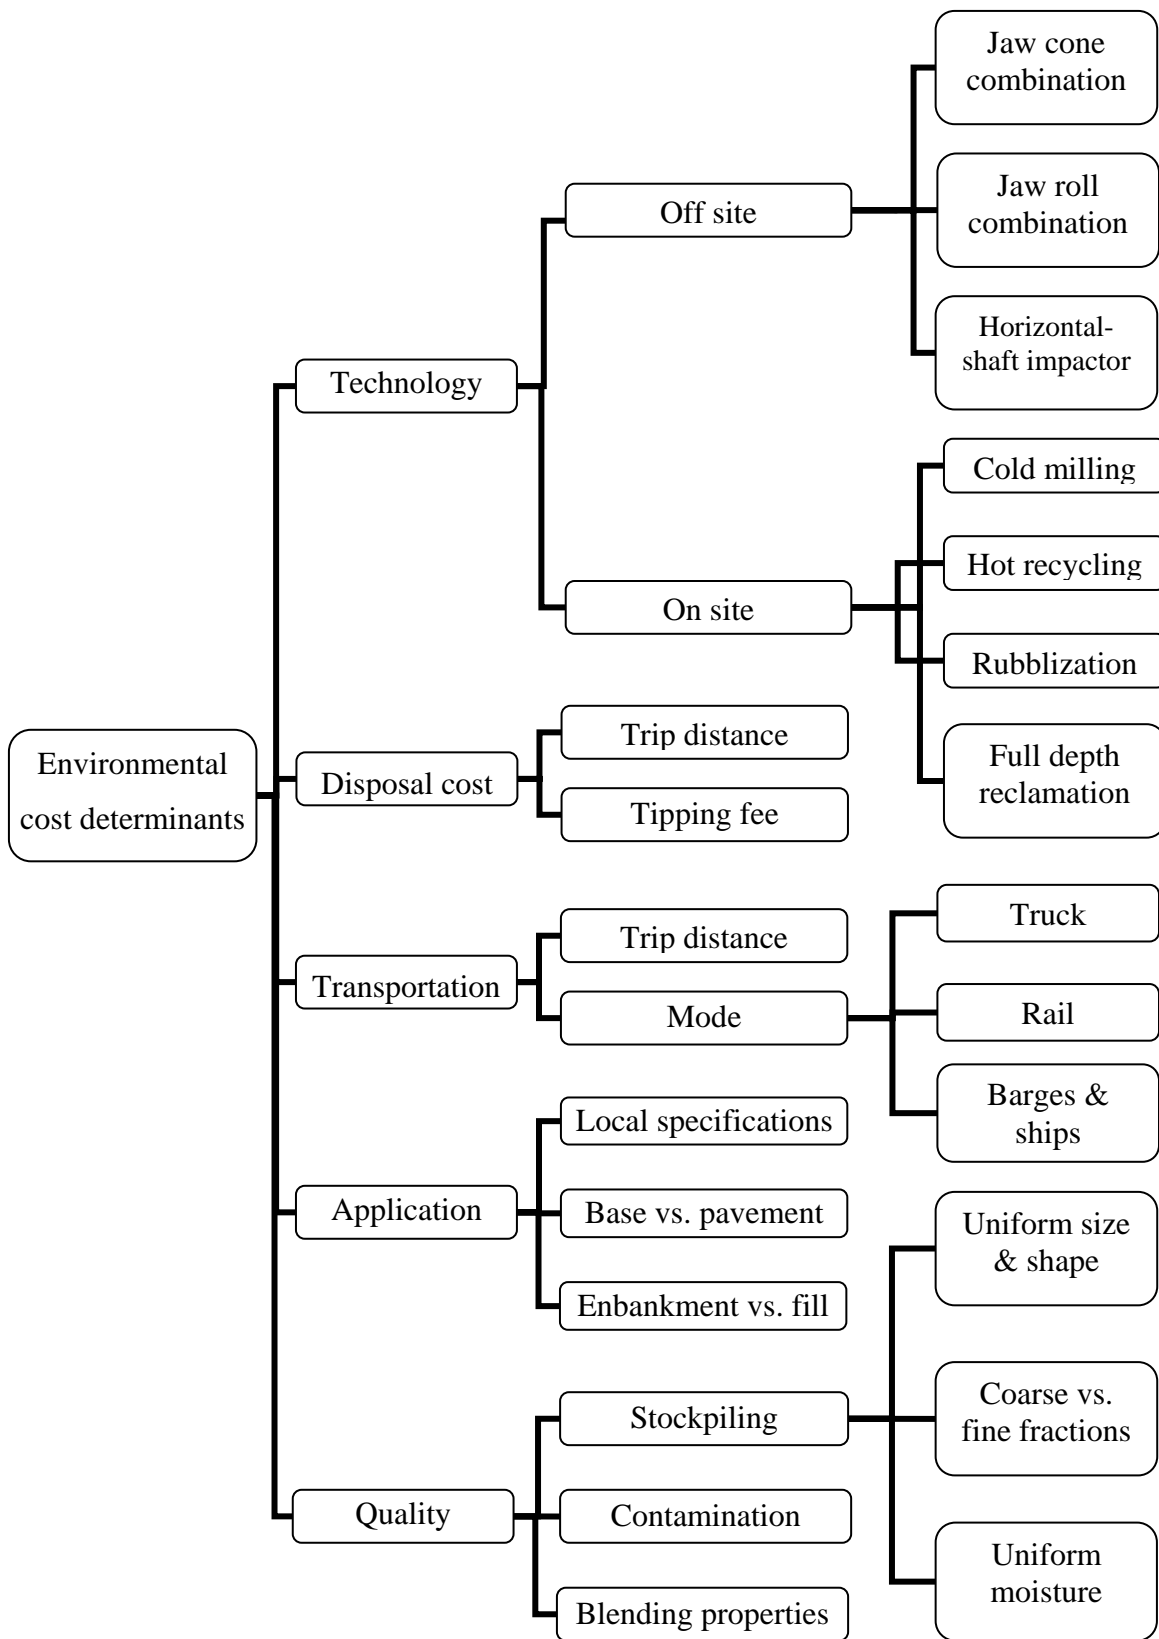 Jaw cone
combination
Jaw roll
combination
Off site
Horizontal-
shaft impactor
Technology
Cold milling
Hot recycling
On site
Rubblization
Full depth
reclamation
Environmental
cost determinants
Trip distance
Disposal cost
Tipping fee
Trip distance
Transportation
Mode
Truck
Rail
Barges &
ships
Local specifications
Application
Base vs. pavement
Enbankment vs. fill
Uniform size
& shape
Stockpiling
Coarse vs.
fine fractions
Quality
Contamination
Uniform
moisture
Blending properties